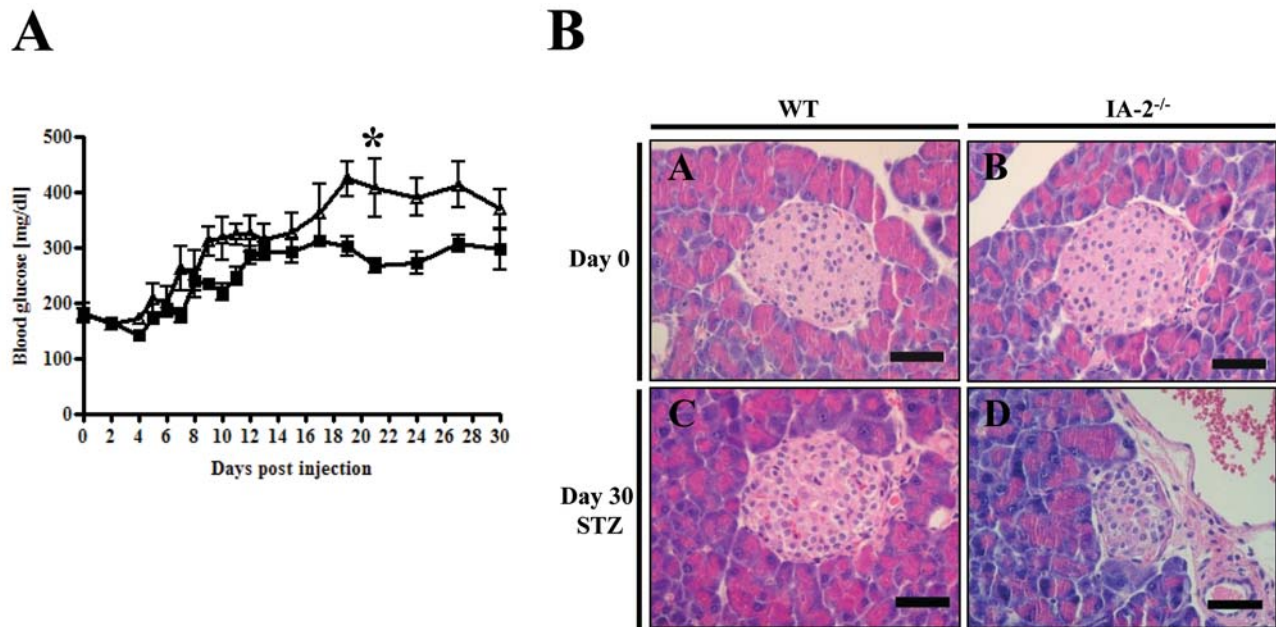 A
B
*
500
400
300
200
100
0
Blood glucose [mg/dl]
0 2 4 6 8 10 12 14 16 18 20 22 24 26 28 30
Days post injection
WT
IA-2-/-
Day 0
A
B
Day 30
STZ
C
D